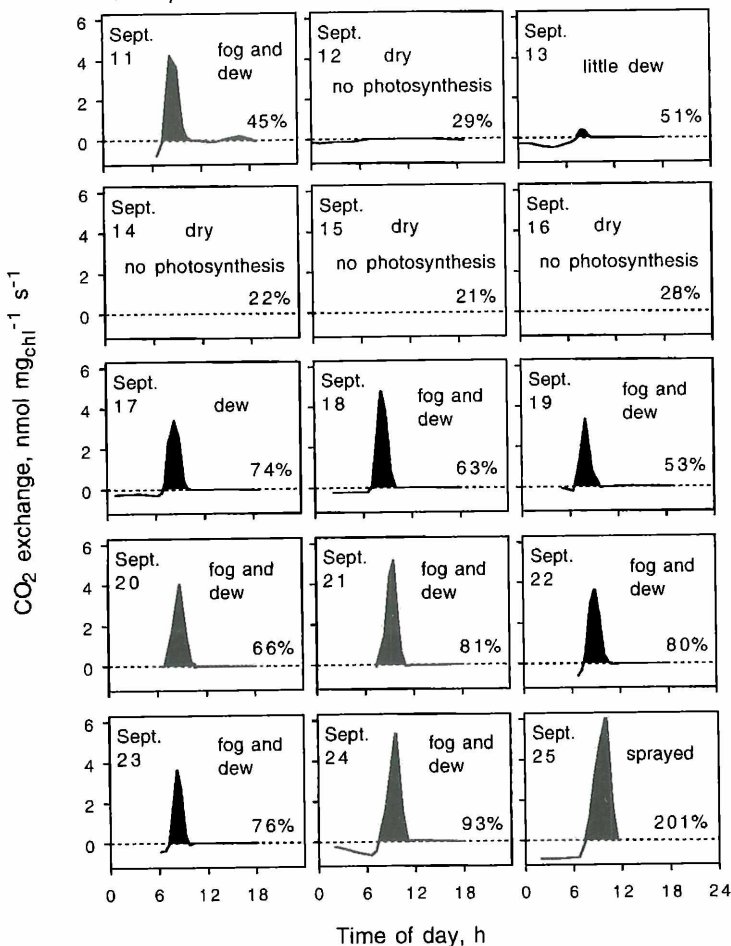 6
4
2
0
Sept.
11
fog and
dew
45%
Sept.
12 dry
no photosynthesis
29%
Sept.
13
little dew
51%
6
4
2
0
Sept.
14 dry
no photosynthesis
22%
Sept.
15 dry
no photosynthesis
21%
Sept.
16 dry
no photosynthesis
28%
CO2 exchange, nmol mgchl-1 s-1
6
4
2
0
Sept.
17 dew
74%
Sept.
18
fog and
dew
63%
Sept.
19
fog and
dew
53%
6
4
2
0
Sept.
20
fog and
dew
66%
Sept.
21
fog and
dew
81%
Sept.
22
fog and
dew
80%
6
4
2
0
Sept.
23
fog and
dew
76%
Sept.
24
fog and
dew
93%
Sept.
25 sprayed
201%
0 6 12 18 0 6 12 18 0 6 12 18 24
Time of day, h